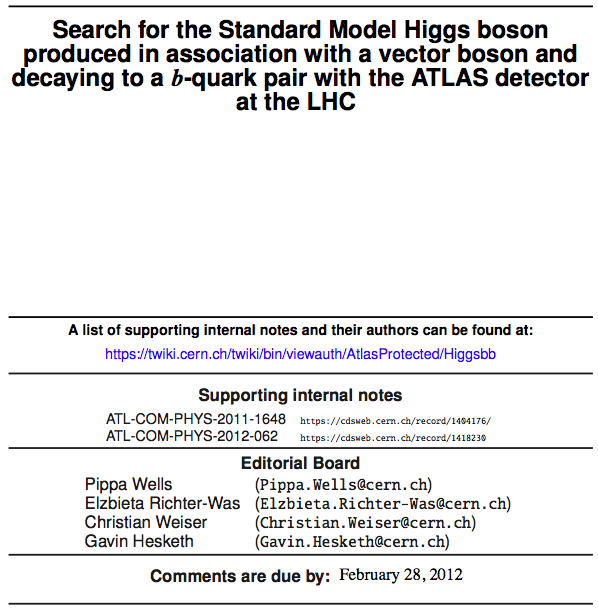 Search for the Standard Model Higgs boson
produced in association with a vector boson and
decaying to a b-quark pair with the ATLAS detector
at the LHC
A list of supporting internal notes and their authors can be found at:
https://twiki.cern.ch/twiki/bin/viewauth/AtlasProtected/Higgsbb
Supporting internal notes
ATL-COM-PHYS-2011-1648 https://cdsweb.cern.ch/record/1404176/
ATL-COM-PHYS-2012-062 https://cdsweb.cern.ch/record/1418230
Editorial Board
Pippa Wells (Pippa.Wells@cern.ch)
Elzbieta Richter-Was (Elzbieta.Richter-Was@cern.ch)
Christian Weiser (Christian.Weiser@cern.ch)
Gavin Hesketh (Gavin.Hesketh@cern.ch)
Comments are due by: February 28, 2012